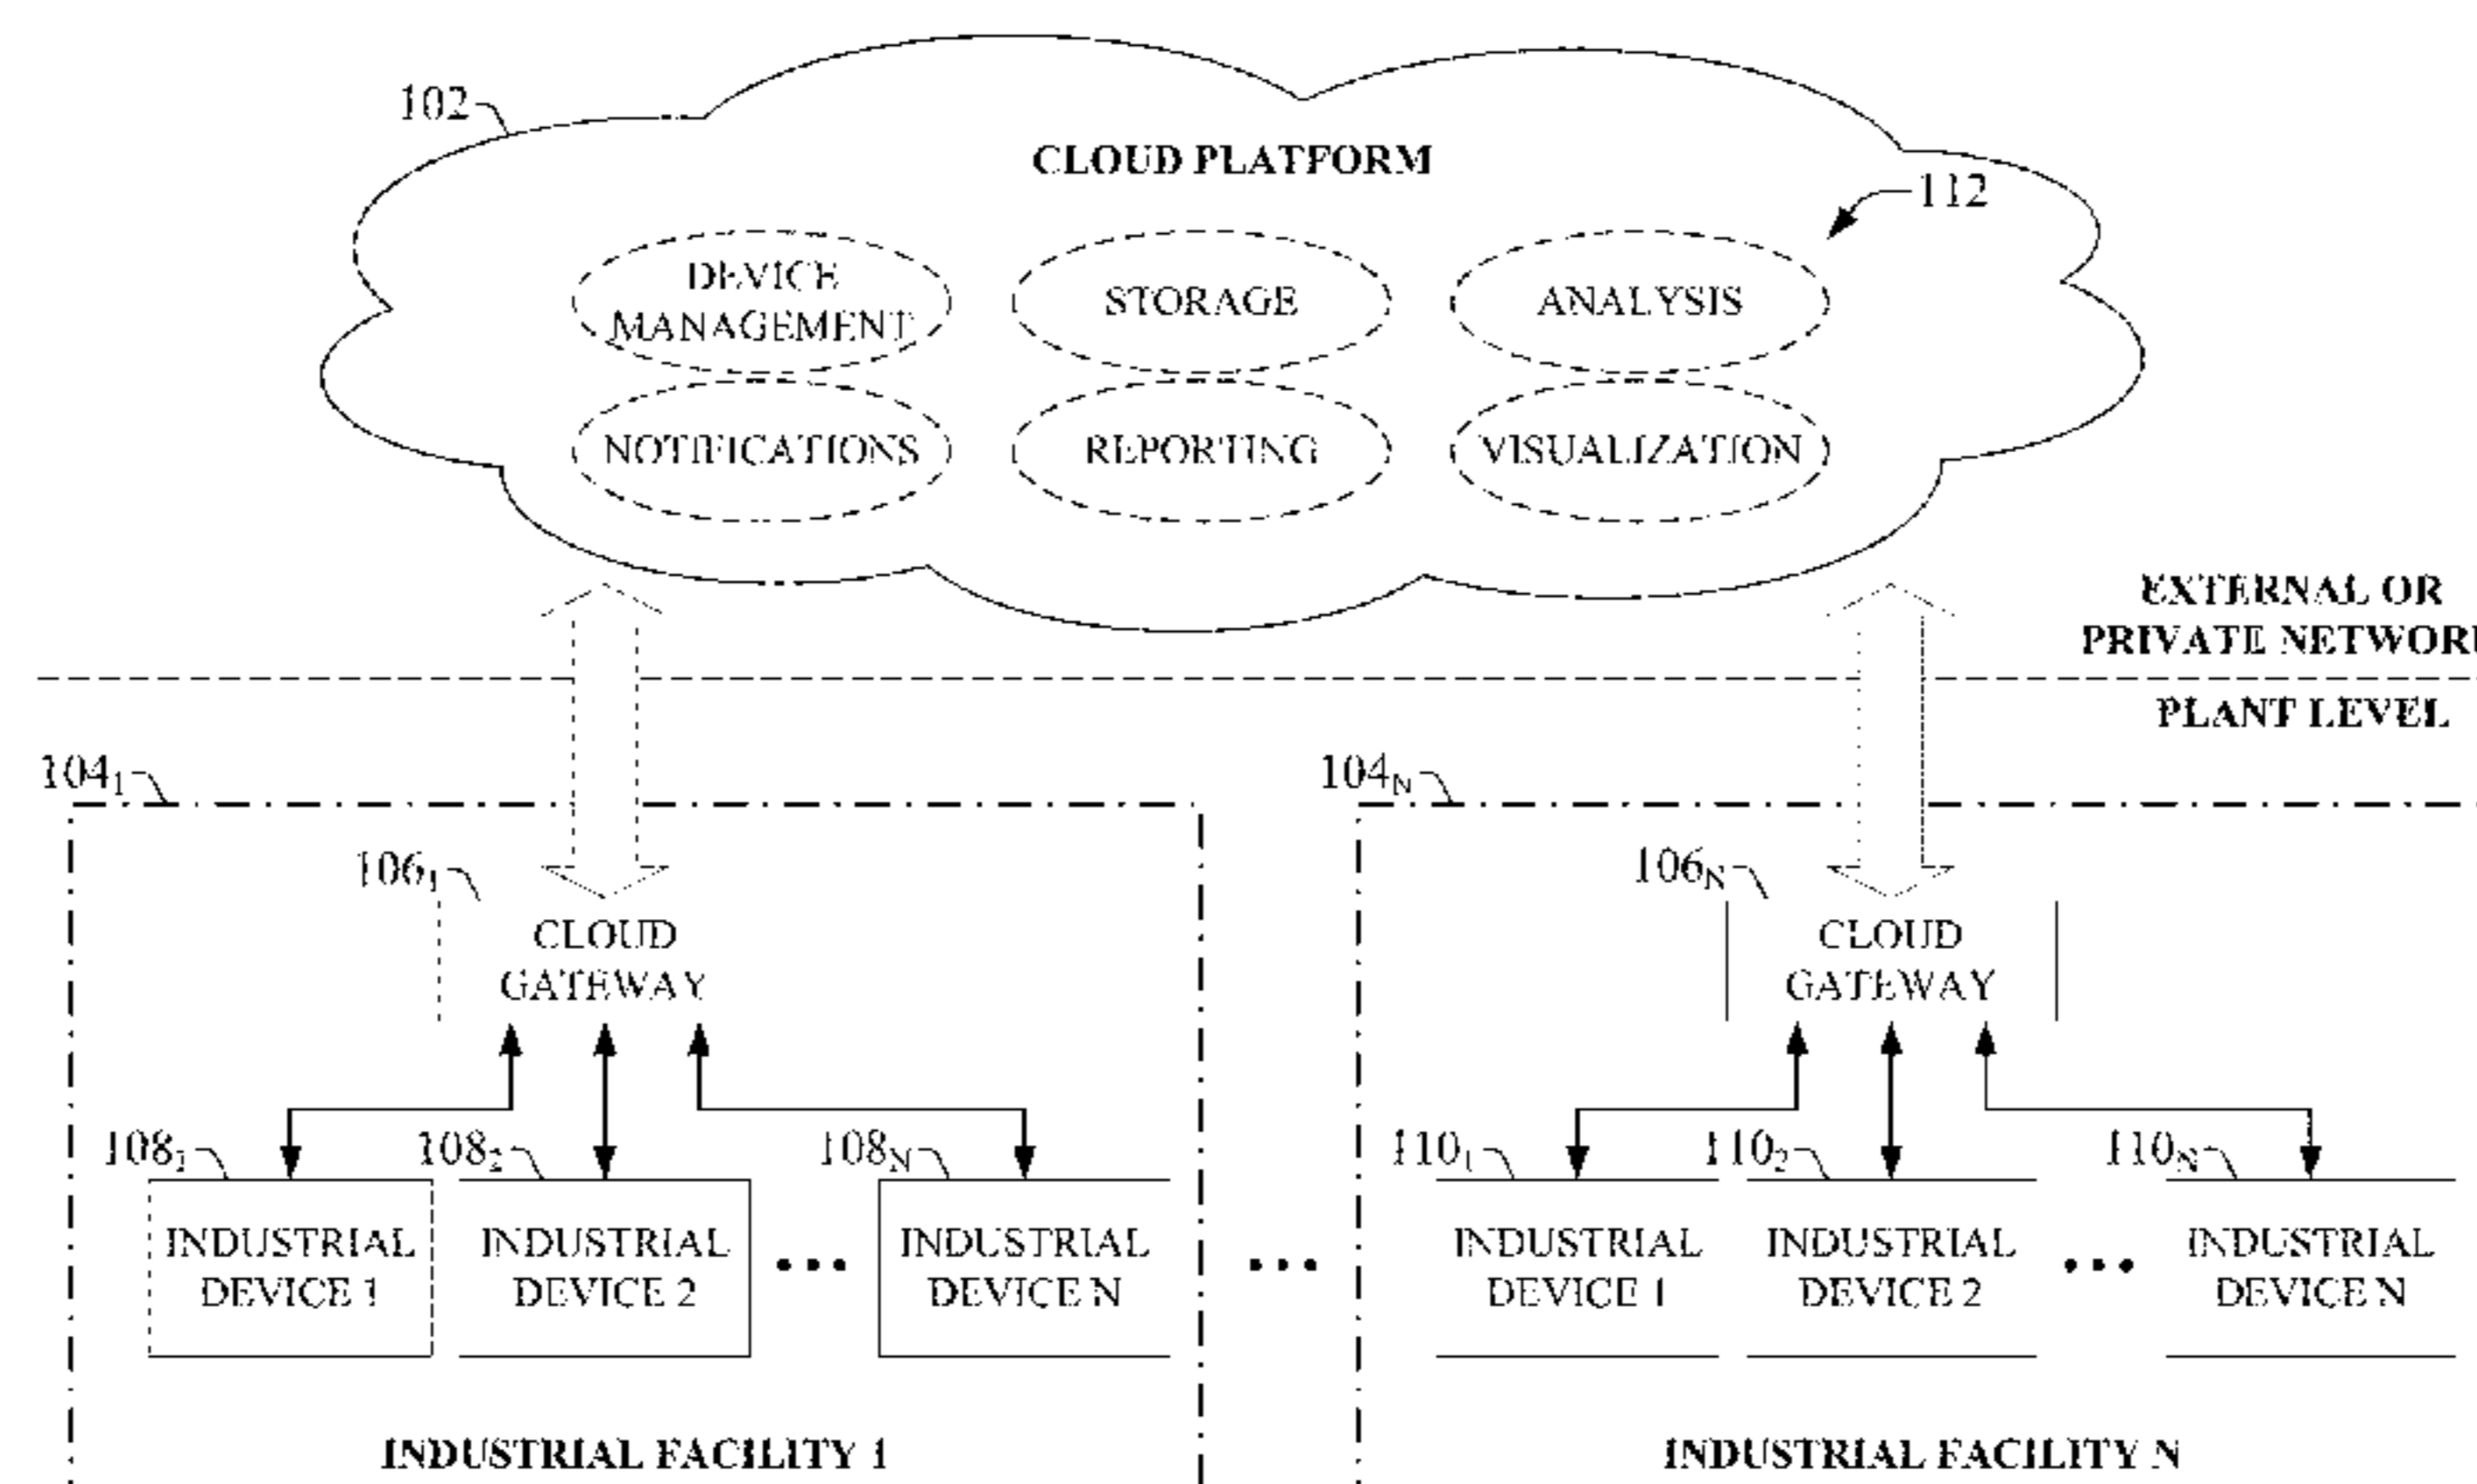 102
CLOUD PLATFORM
112
DEVICE
MANAGEMENT
STORAGE
ANALYSIS
NOTIFICATIONS
REPORTING
VISUALIZATION
EXTERNAL OR
PRIVATE NETWORK
PLANT LEVEL
104₁
104N
106₁
CLOUD
GATEWAY
106N
CLOUD
GATEWAY
108₁
108₂
108N
INDUSTRIAL
DEVICE 1
INDUSTRIAL
DEVICE 2
•••
INDUSTRIAL
DEVICE N
•••
110₁
110₂
110N
INDUSTRIAL
DEVICE 1
INDUSTRIAL
DEVICE 2
•••
INDUSTRIAL
DEVICE N
INDUSTRIAL FACILITY 1
INDUSTRIAL FACILITY N